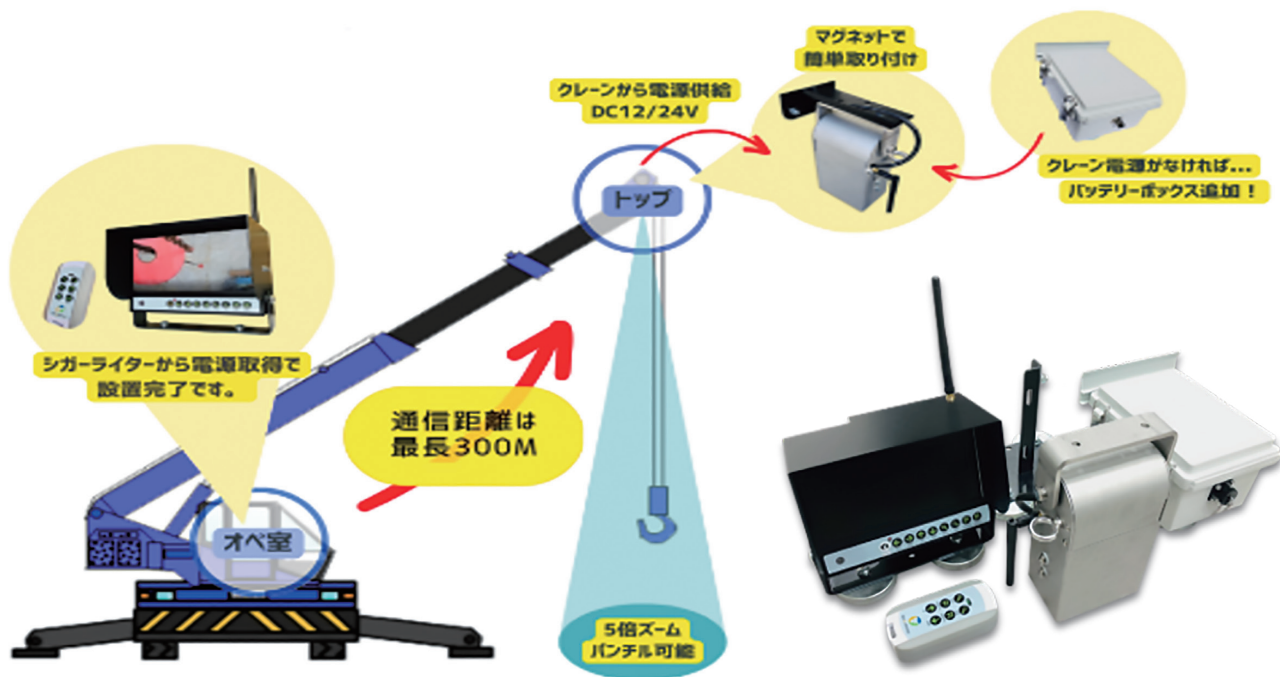 マグネットで
簡単取り付け
クレーンから電源供給
DC12/24V
クレーン電源がなければ...
バッテリーボックス追加！
トップ
シガーライターから電源取得で
設置完了です。
通信距離は
最長300M
オペ室
5倍ズーム
パンチル可能